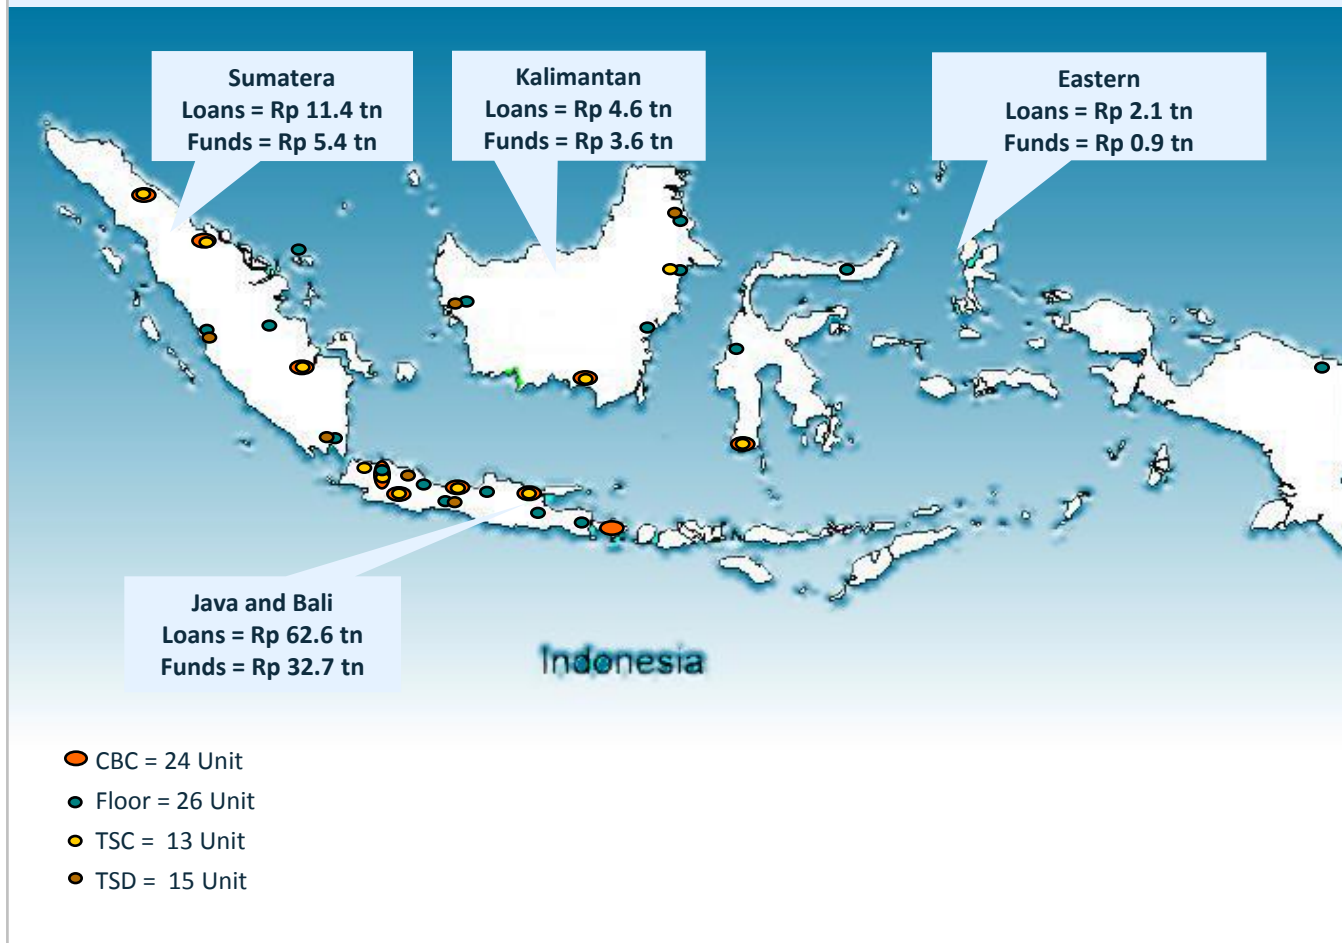 Sumatera
Loans = Rp 11.4 tn
Funds = Rp 5.4 tn
Kalimantan
Loans = Rp 4.6 tn
Funds = Rp 3.6 tn
Eastern
Loans = Rp 2.1 tn
Funds = Rp 0.9 tn
Java and Bali
Loans = Rp 62.6 tn
Funds = Rp 32.7 tn
Indonesia
CBC = 24 Unit
Floor = 26 Unit
TSC = 13 Unit
TSD = 15 Unit